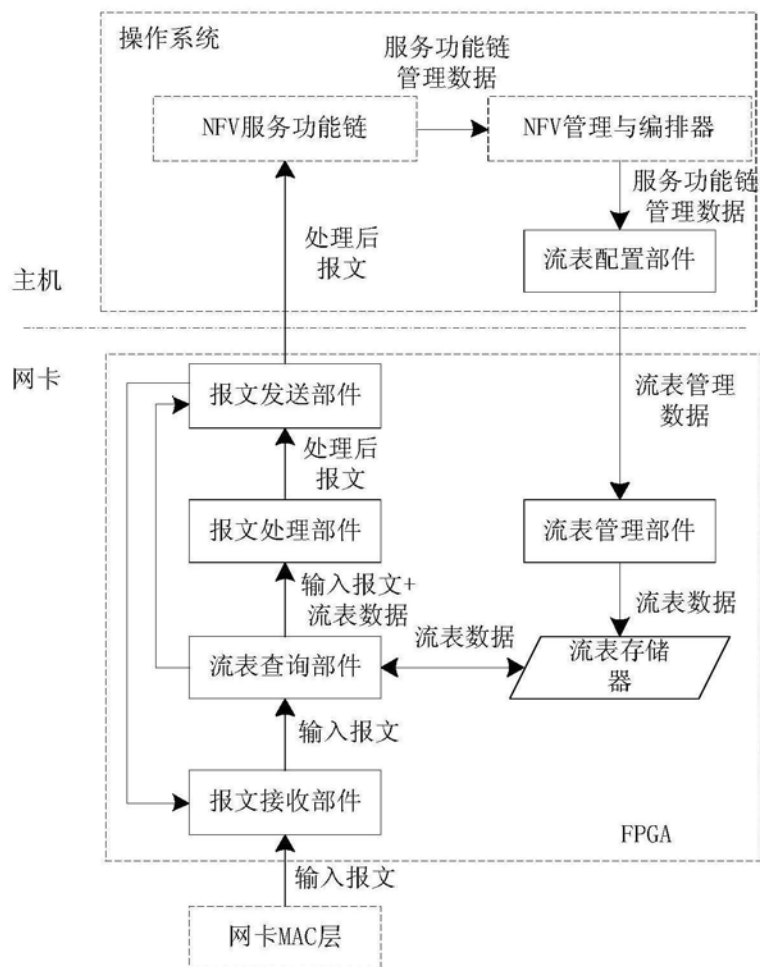 操作系统
服务功能链
管理数据
NFV服务功能链
NFV管理与编排器
服务功能链
管理数据
处理后
报文
流表配置部件
主机
网卡
报文发送部件
流表管理
数据
处理后
报文
报文处理部件
流表管理部件
输入报文+
流表数据
流表数据
流表数据
流表查询部件
流表存储
器
输入报文
报文接收部件
FPGA
输入报文
网卡MAC层